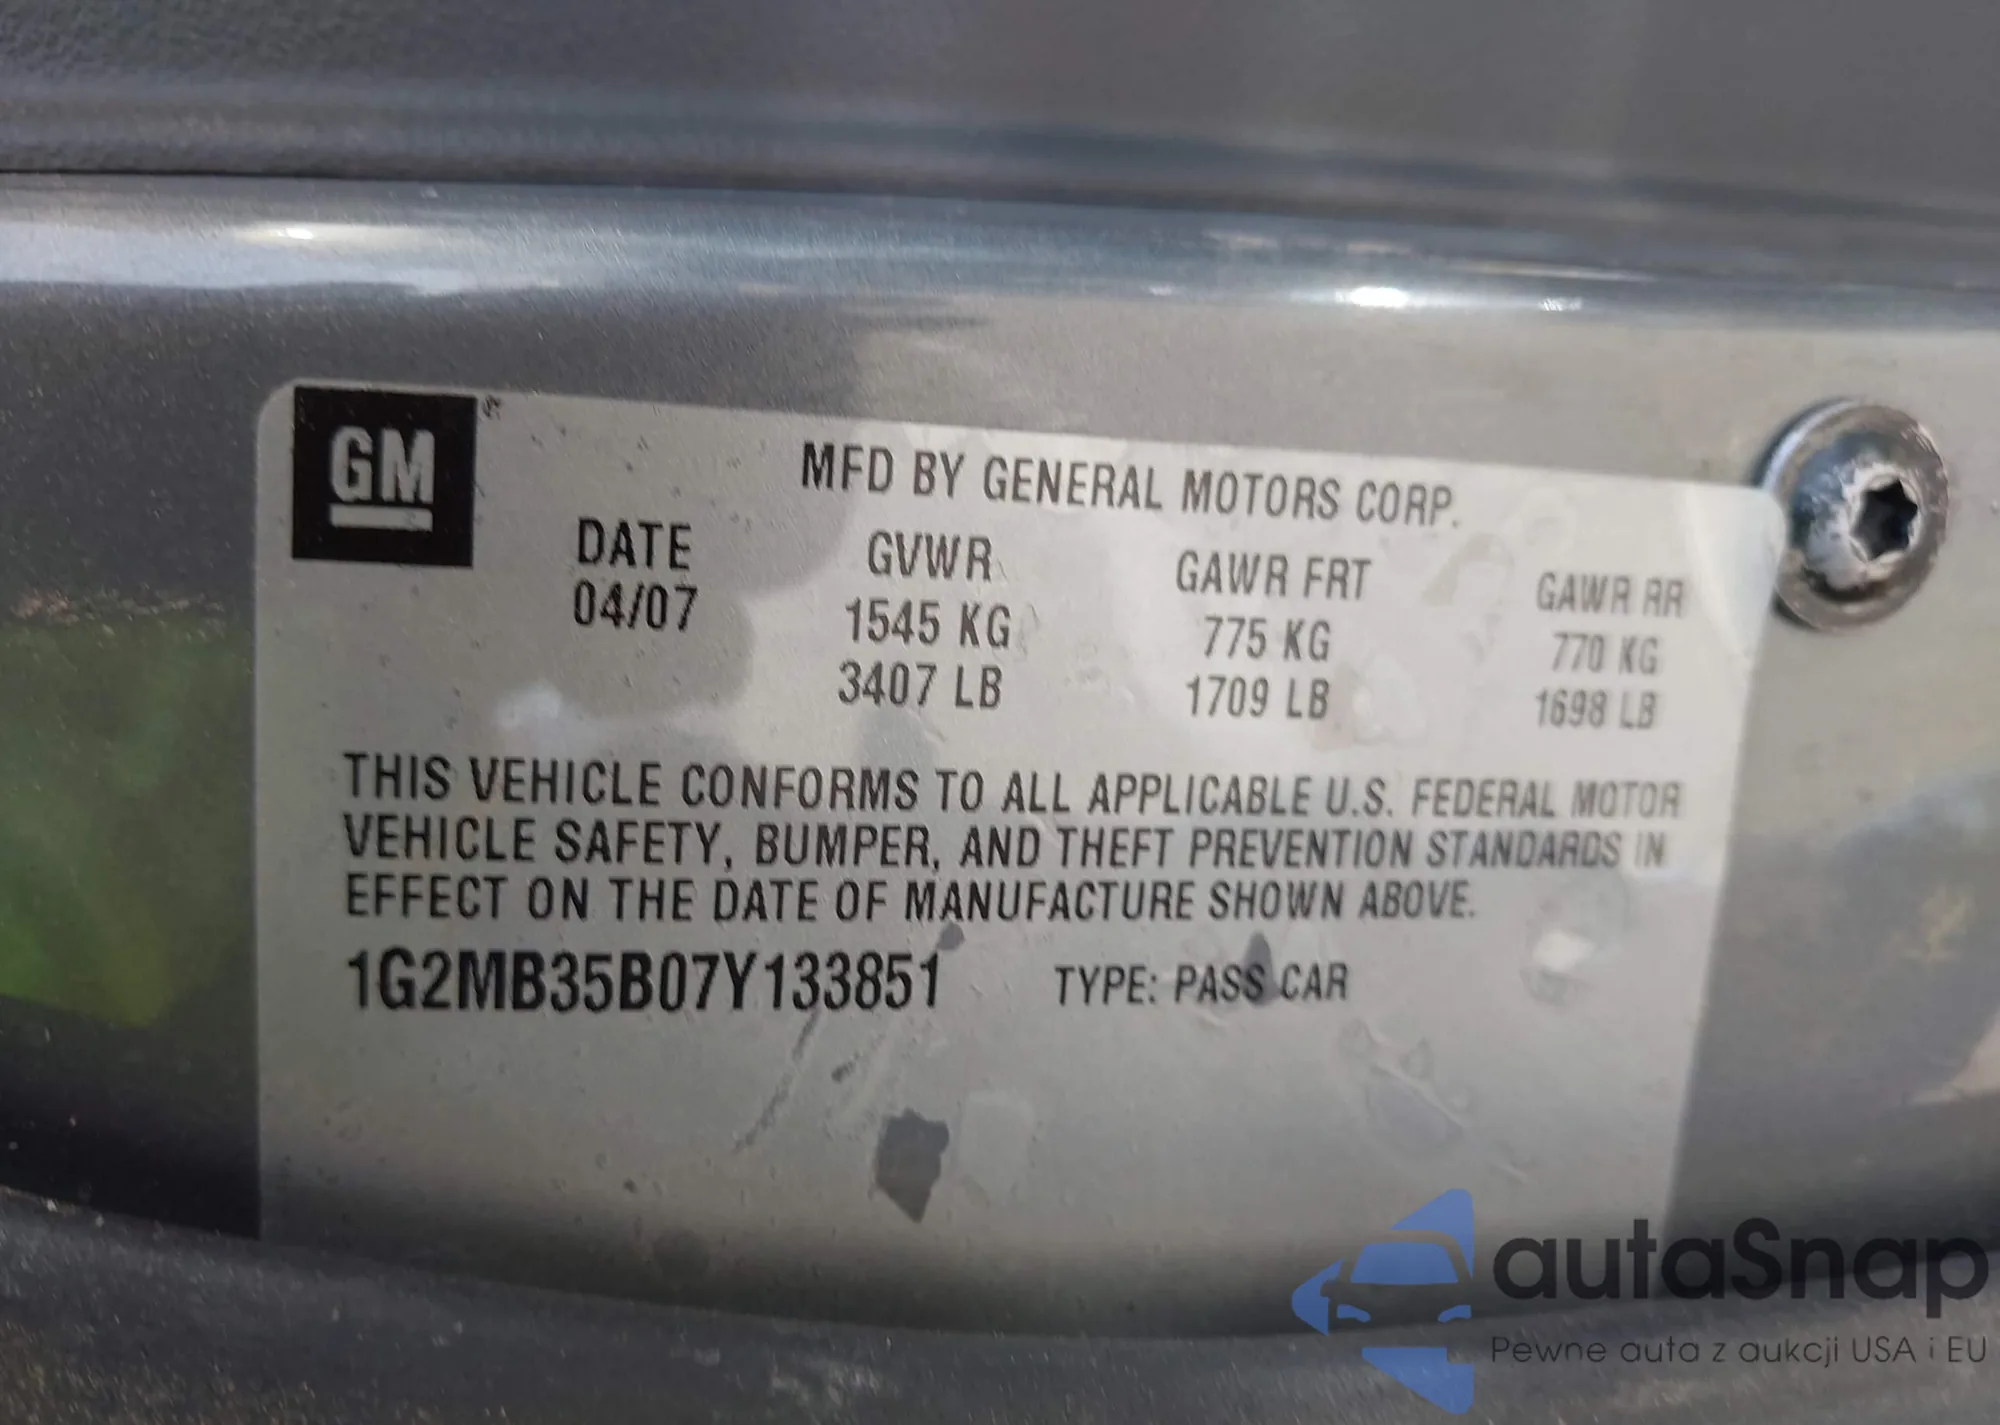 GM
MFD BY GENERAL MOTORS CORP.
DATE GVWR GAWR FRT GAWR RR
04/07 1545 KG 775 KG 770 KG
3407 LB 1709 LB 1698 LB
THIS VEHICLE CONFORMS TO ALL APPLICABLE U.S. FEDERAL MOTOR
VEHICLE SAFETY, BUMPER, AND THEFT PREVENTION STANDARDS IN
EFFECT ON THE DATE OF MANUFACTURE SHOWN ABOVE.
1G2MB35B07Y133851 TYPE: PASS CAR
autaSnap
Pewne auta z aukcji USA i EU